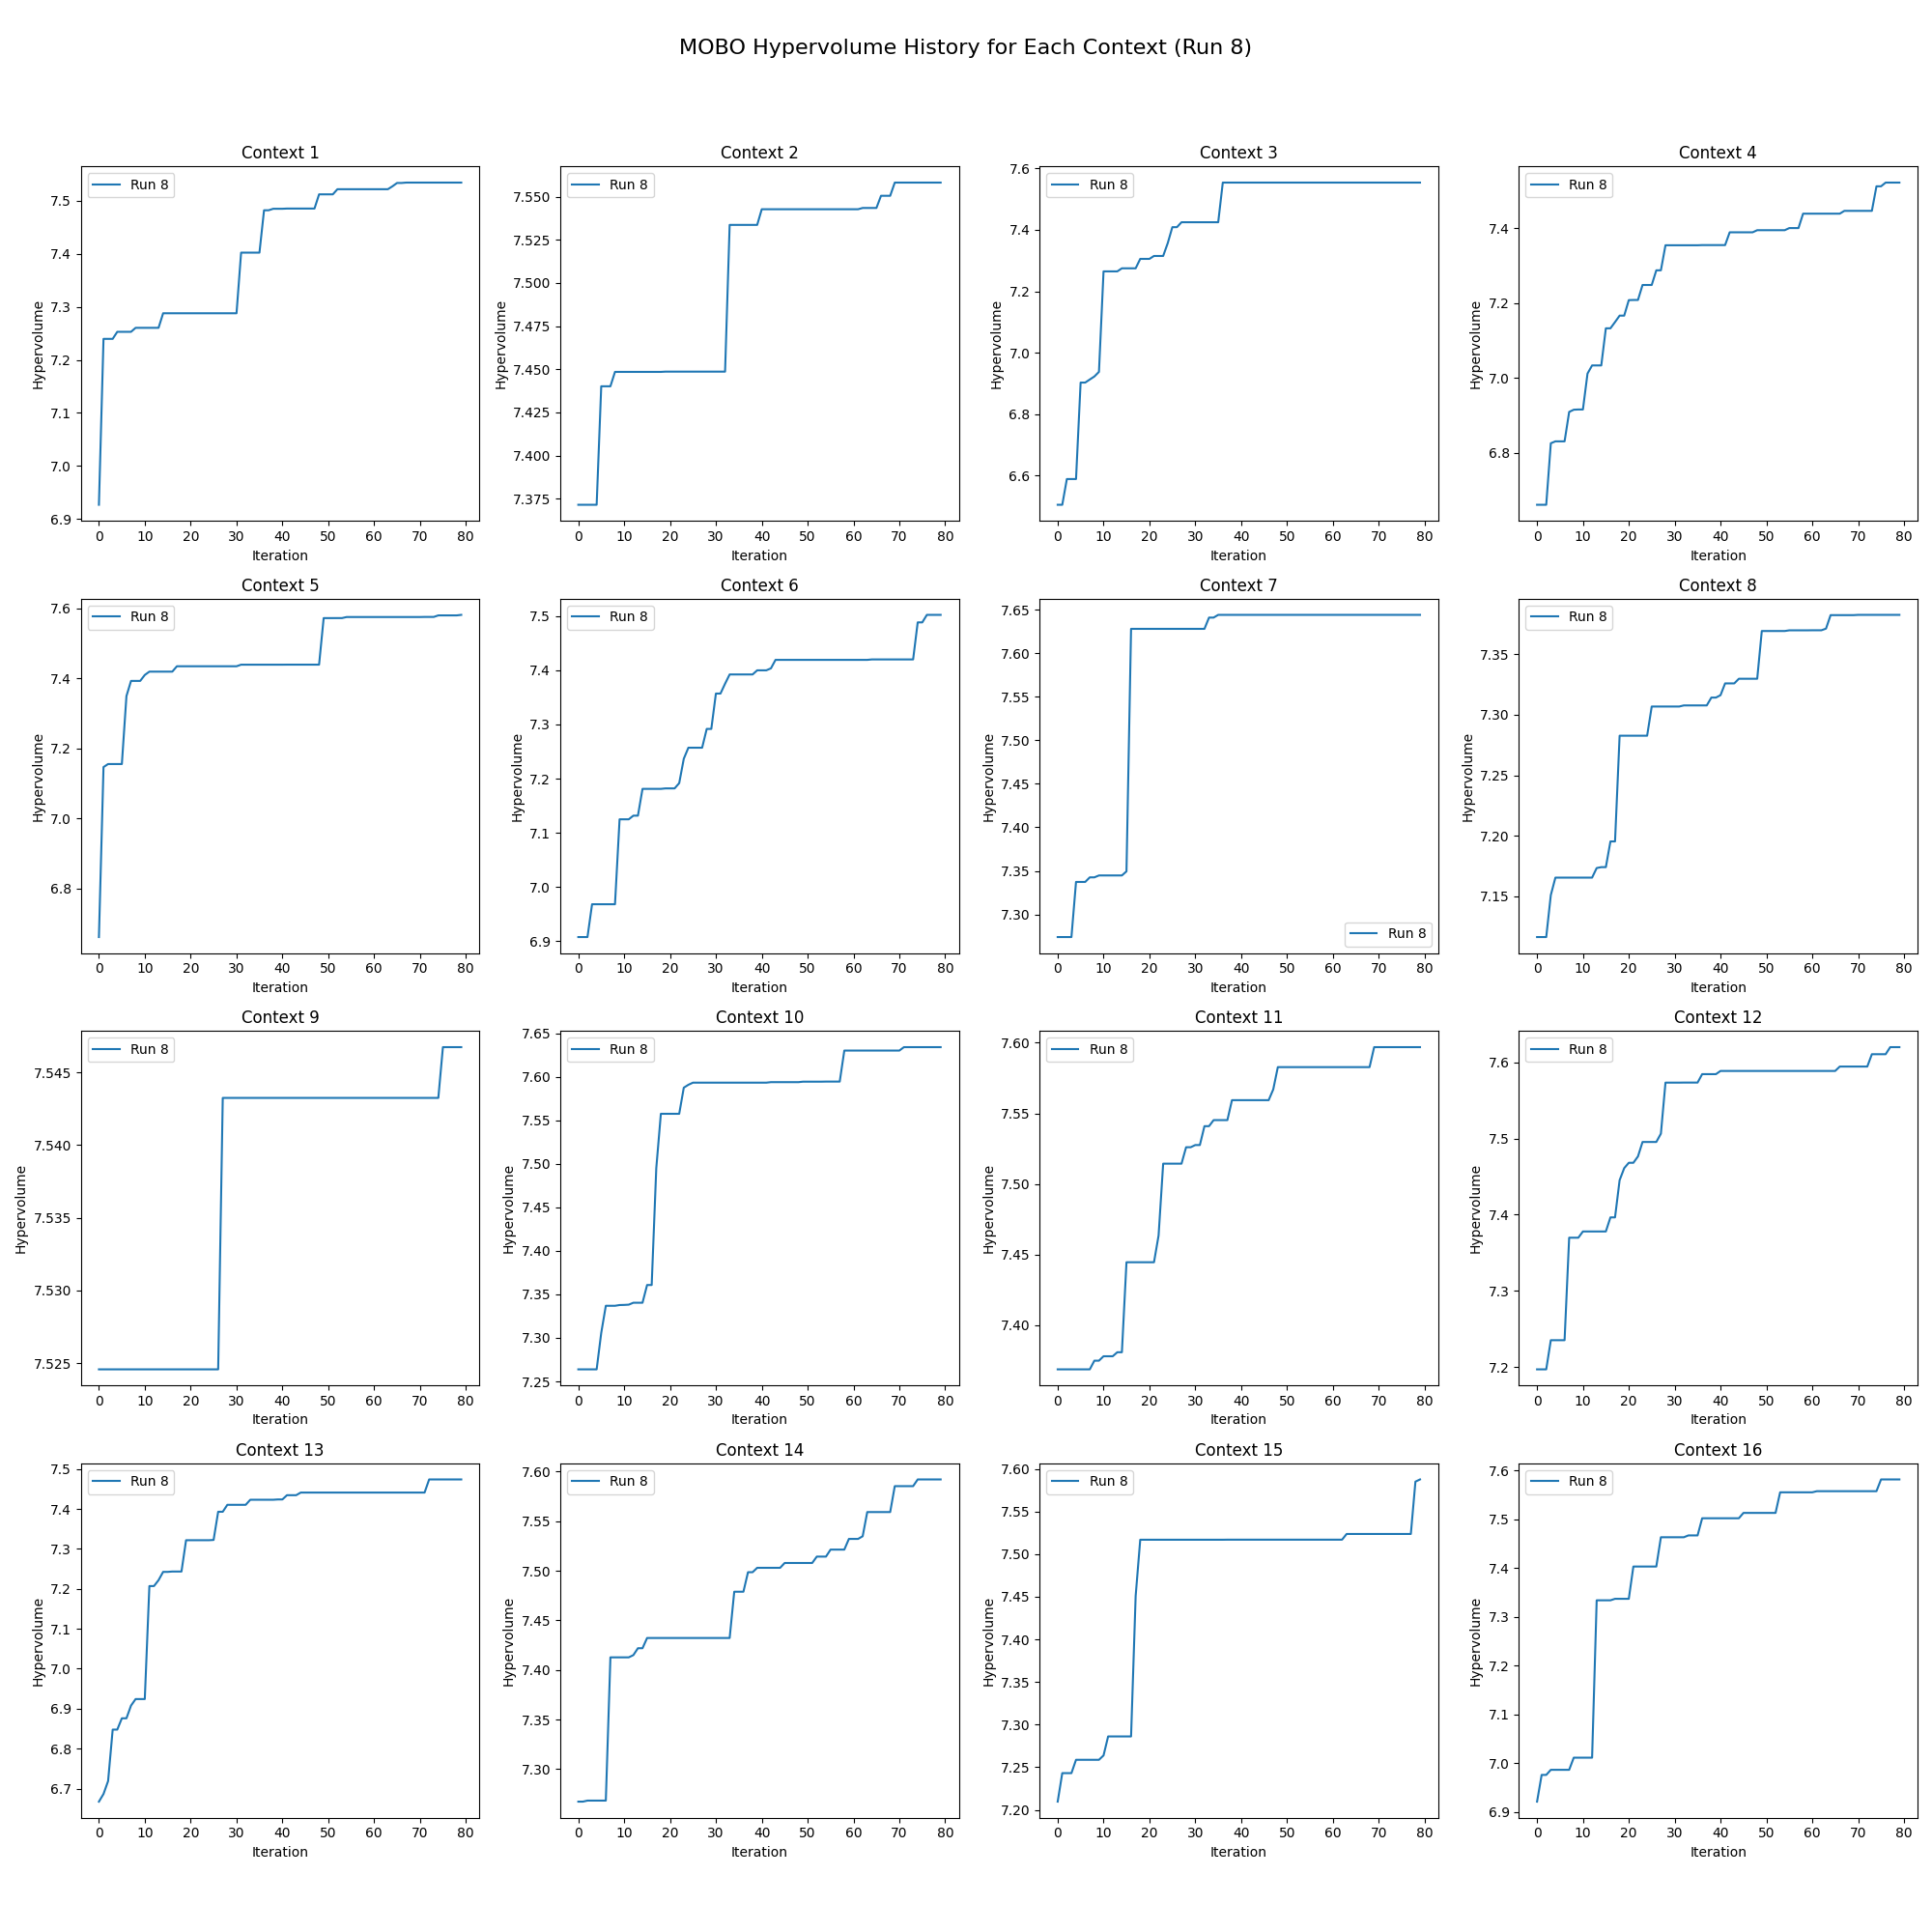 MOBO Hypervolume History for Each Context (Run 8)
Context 1
Run 8
7.5
7.4
7.3
7.2
7.1
7.0
6.9
Hypervolume
0 10 20 30 40 50 60 70 80
Iteration
Context 2
Run 8
7.550
7.525
7.500
7.475
7.450
7.425
7.400
7.375
Hypervolume
0 10 20 30 40 50 60 70 80
Iteration
Context 3
Run 8
7.6
7.4
7.2
7.0
6.8
6.6
Hypervolume
0 10 20 30 40 50 60 70 80
Iteration
Context 4
Run 8
7.4
7.2
7.0
6.8
Hypervolume
0 10 20 30 40 50 60 70 80
Iteration
Context 5
Run 8
7.6
7.4
7.2
7.0
6.8
Hypervolume
0 10 20 30 40 50 60 70 80
Iteration
Context 6
Run 8
7.5
7.4
7.3
7.2
7.1
7.0
6.9
Hypervolume
0 10 20 30 40 50 60 70 80
Iteration
Context 7
7.65
7.60
7.55
7.50
7.45
7.40
7.35
7.30
Hypervolume
Run 8
0 10 20 30 40 50 60 70 80
Iteration
Context 8
Run 8
7.35
7.30
7.25
7.20
7.15
Hypervolume
0 10 20 30 40 50 60 70 80
Iteration
Context 9
Run 8
7.545
7.540
7.535
7.530
7.525
Hypervolume
0 10 20 30 40 50 60 70 80
Iteration
Context 10
Run 8
7.65
7.60
7.55
7.50
7.45
7.40
7.35
7.30
7.25
Hypervolume
0 10 20 30 40 50 60 70 80
Iteration
Context 11
Run 8
7.60
7.55
7.50
7.45
7.40
Hypervolume
0 10 20 30 40 50 60 70 80
Iteration
Context 12
Run 8
7.6
7.5
7.4
7.3
7.2
Hypervolume
0 10 20 30 40 50 60 70 80
Iteration
Context 13
Run 8
7.5
7.4
7.3
7.2
7.1
7.0
6.9
6.8
6.7
Hypervolume
0 10 20 30 40 50 60 70 80
Iteration
Context 14
Run 8
7.60
7.55
7.50
7.45
7.40
7.35
7.30
Hypervolume
0 10 20 30 40 50 60 70 80
Iteration
Context 15
Run 8
7.60
7.55
7.50
7.45
7.40
7.35
7.30
7.25
7.20
Hypervolume
0 10 20 30 40 50 60 70 80
Iteration
Context 16
Run 8
7.6
7.5
7.4
7.3
7.2
7.1
7.0
6.9
Hypervolume
0 10 20 30 40 50 60 70 80
Iteration